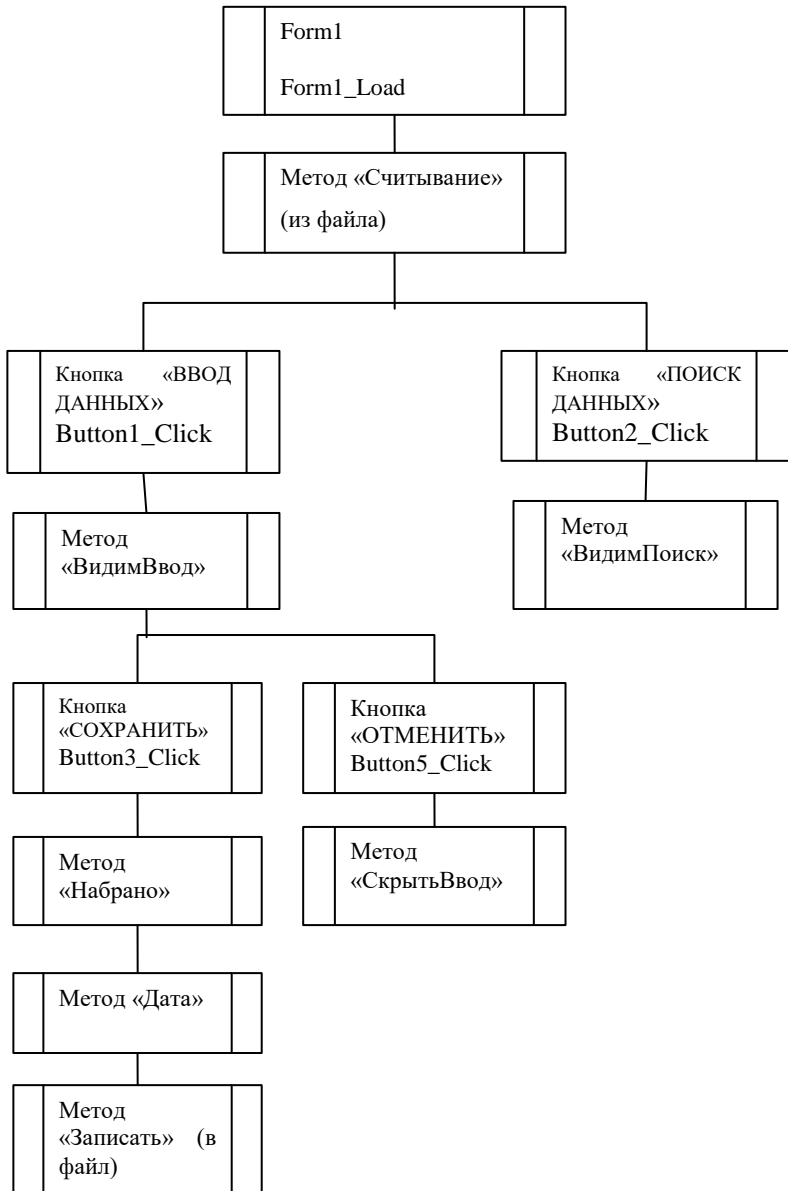 Form1
Form1_Load
Метод «Считывание»
(из файла)
Кнопка «ВВОД
ДАННЫХ»
Button1_Click
Кнопка «ПОИСК
ДАННЫХ»
Button2_Click
Метод
«ВидимВвод»
Метод
«ВидимПоиск»
Кнопка
«СОХРАНИТЬ»
Button3_Click
Кнопка
«ОТМЕНИТЬ»
Button5_Click
Метод
«Набрано»
Метод
«СкрытьВвод»
Метод «Дата»
Метод
«Записать» (в
файл)